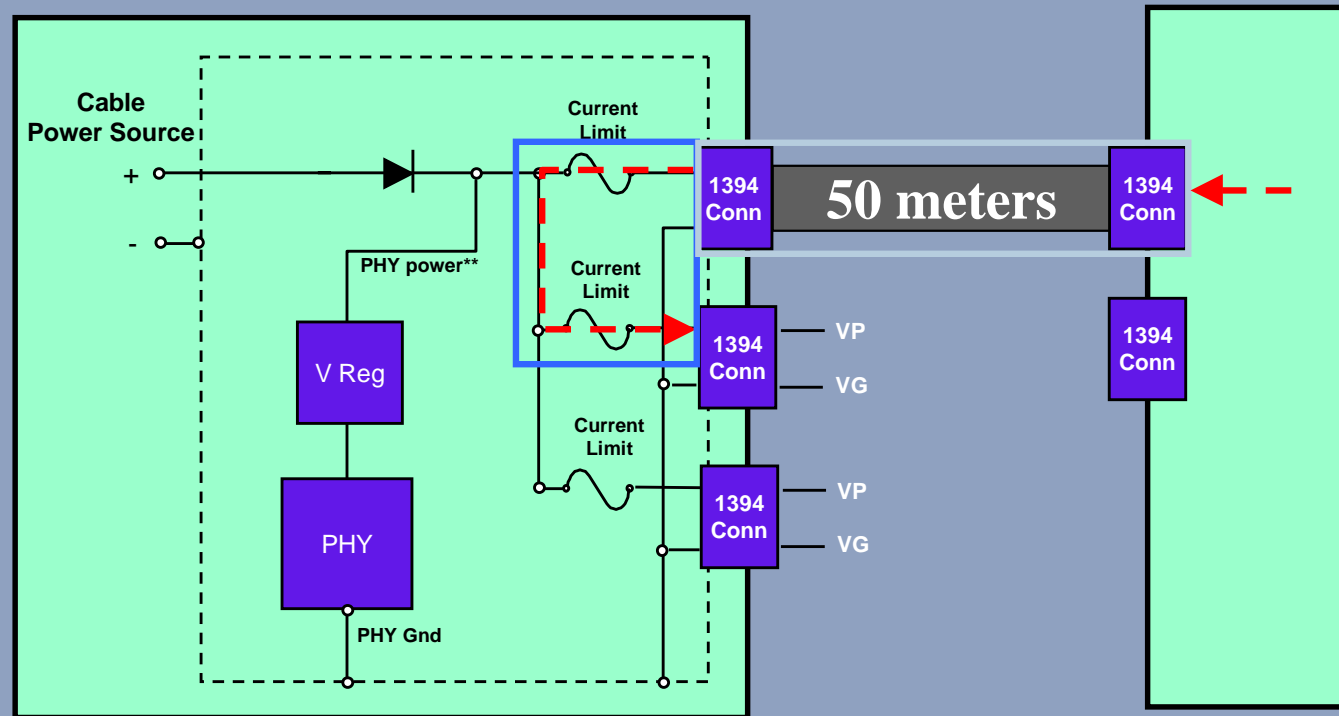 Cable
Power Source
+
-
Current
Limit
1394
Conn
50 meters
1394
Conn
PHY power**
Current
Limit
1394
Conn
VP
VG
1394
Conn
V Reg
Current
Limit
1394
Conn
VP
VG
PHY
PHY Gnd